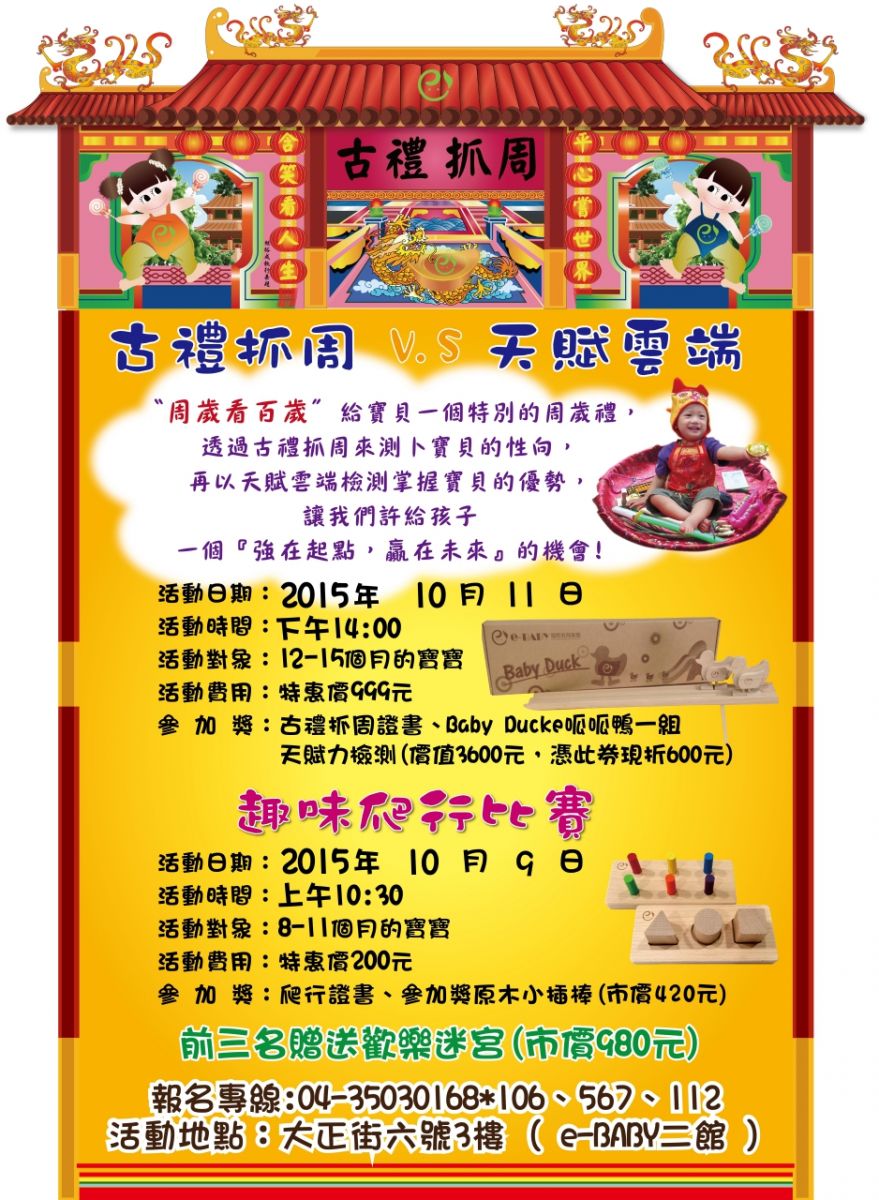 古禮抓周
含笑看人生
平心嘗世界
古禮抓周 V.S 天賦雲端
“周歲看百歲”給寶貝一個特別的周歲禮，
透過古禮抓周來測卜寶貝的性向，
再以天賦雲端檢測掌握寶貝的優勢，
讓我們許給孩子
一個『強在起點，贏在未來』的機會!
活動日期：2015年 10 月 11 日
活動時間：下午14:00
活動對象：12-15個月的寶寶
活動費用：特惠價999元
參 加 獎：古禮抓周證書、Baby Ducke呱呱鴨一組
天賦力檢測(價值3600元，憑此券現折600元)
e-BABY
Baby Duck
趣味爬行比賽
活動日期：2015年 10 月 9 日
活動時間：上午10:30
活動對象：8-11個月的寶寶
活動費用：特惠價200元
參 加 獎：爬行證書、參加獎原木小插棒(市價420元)
前三名贈送歡樂迷宮(市價980元)
報名專線:04-35030168*106、567、112
活動地點：大正街六號3樓 ( e-BABY二館 )